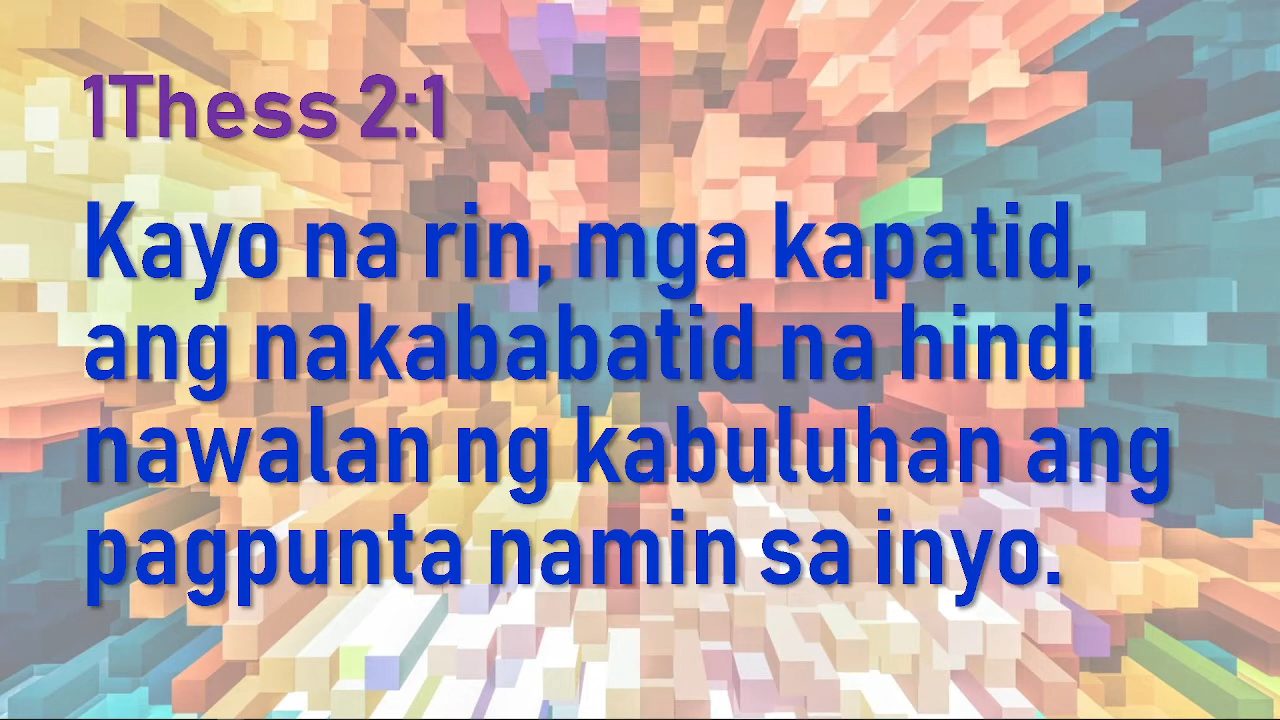 1Thess 2:1
Kayo na rin, mga kapatid,
ang nakababatid na hindi
nawalan ng kabuluhan ang
pagpunta namin sa inyo.